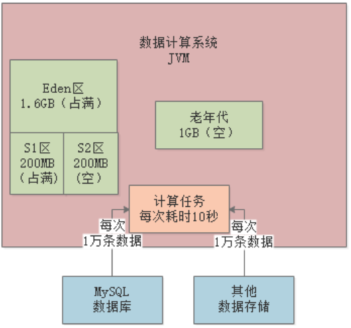 数据计算系统
JVM
Eden区
1.6GB（占满）
老年代
1GB（空）
S1区
200MB
（占满）
S2区
200MB
（空）
计算任务
每次耗时10秒
每次
1万条数据
每次
1万条数据
MySQL
数据库
其他
数据存储